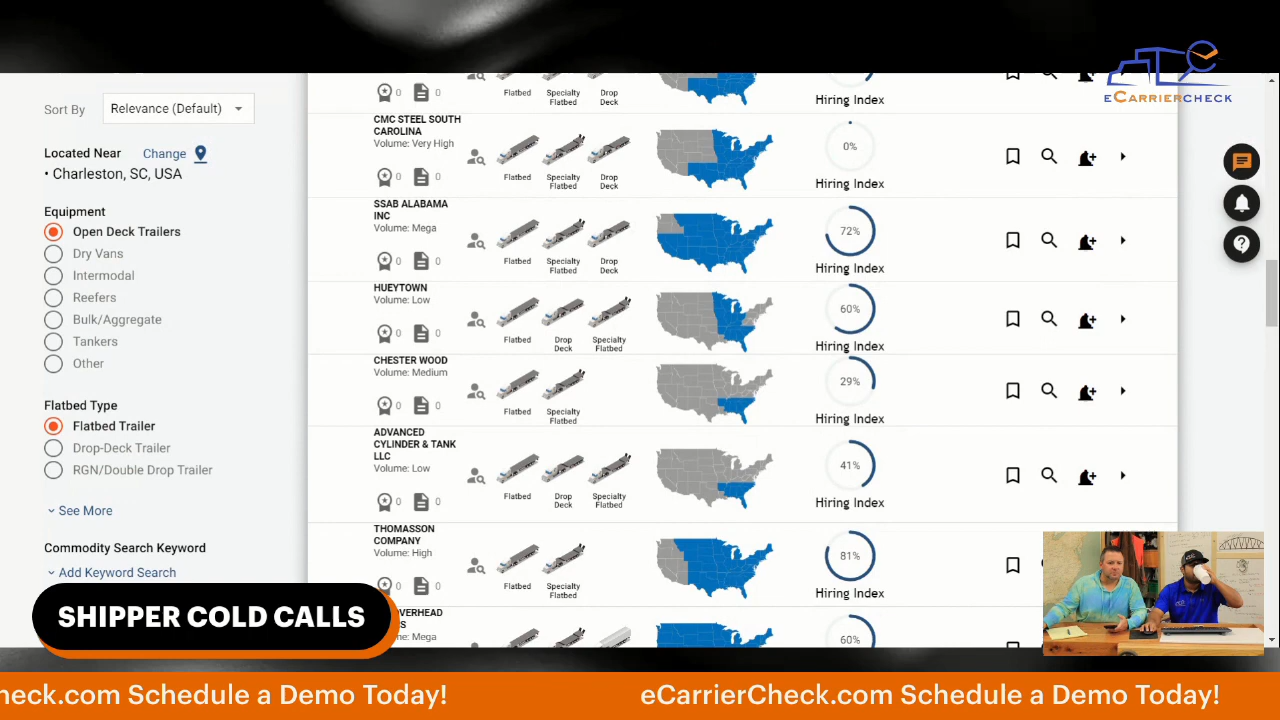 eCarrierCheck
Sort By
Relevance (Default)
Located Near
Change
• Charleston, SC, USA
Equipment
Open Deck Trailers
Dry Vans
Intermodal
Reefers
Bulk/Aggregate
Tankers
Other
Flatbed Type
Flatbed Trailer
Drop-Deck Trailer
RGN/Double Drop Trailer
See More
Commodity Search Keyword
Add Keyword Search
0 0
Flatbed
Specialty
Flatbed
Drop
Deck
Hiring Index
CMC STEEL SOUTH
CAROLINA
Volume: Very High
0 0
Flatbed
Specialty
Flatbed
Drop
Deck
0%
Hiring Index
SSAB ALABAMA
INC
Volume: Mega
0 0
Flatbed
Specialty
Flatbed
Drop
Deck
72%
Hiring Index
HUEYTOWN
Volume: Low
0 0
Flatbed
Drop
Deck
Specialty
Flatbed
60%
Hiring Index
CHESTER WOOD
Volume: Medium
0 0
Flatbed
Specialty
Flatbed
29%
Hiring Index
ADVANCED
CYLINDER & TANK
LLC
Volume: Low
0 0
Flatbed
Drop
Deck
Specialty
Flatbed
41%
Hiring Index
THOMASSON
COMPANY
Volume: High
0 0
Flatbed
Specialty
Flatbed
81%
Hiring Index
OVERHEAD
me: Mega
60%
SHIPPER COLD CALLS
heck.com Schedule a Demo Today!
eCarrierCheck.com Schedule a Demo Today!